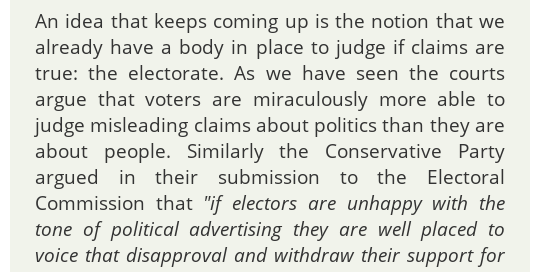 An idea that keeps coming up is the notion that we
already have a body in place to judge if claims are
true: the electorate. As we have seen the courts
argue that voters are miraculously more able to
judge misleading claims about politics than they are
about people. Similarly the Conservative Party
argued in their submission to the Electoral
Commission that "if electors are unhappy with the
tone of political advertising they are well placed to
voice that disapproval and withdraw their support for